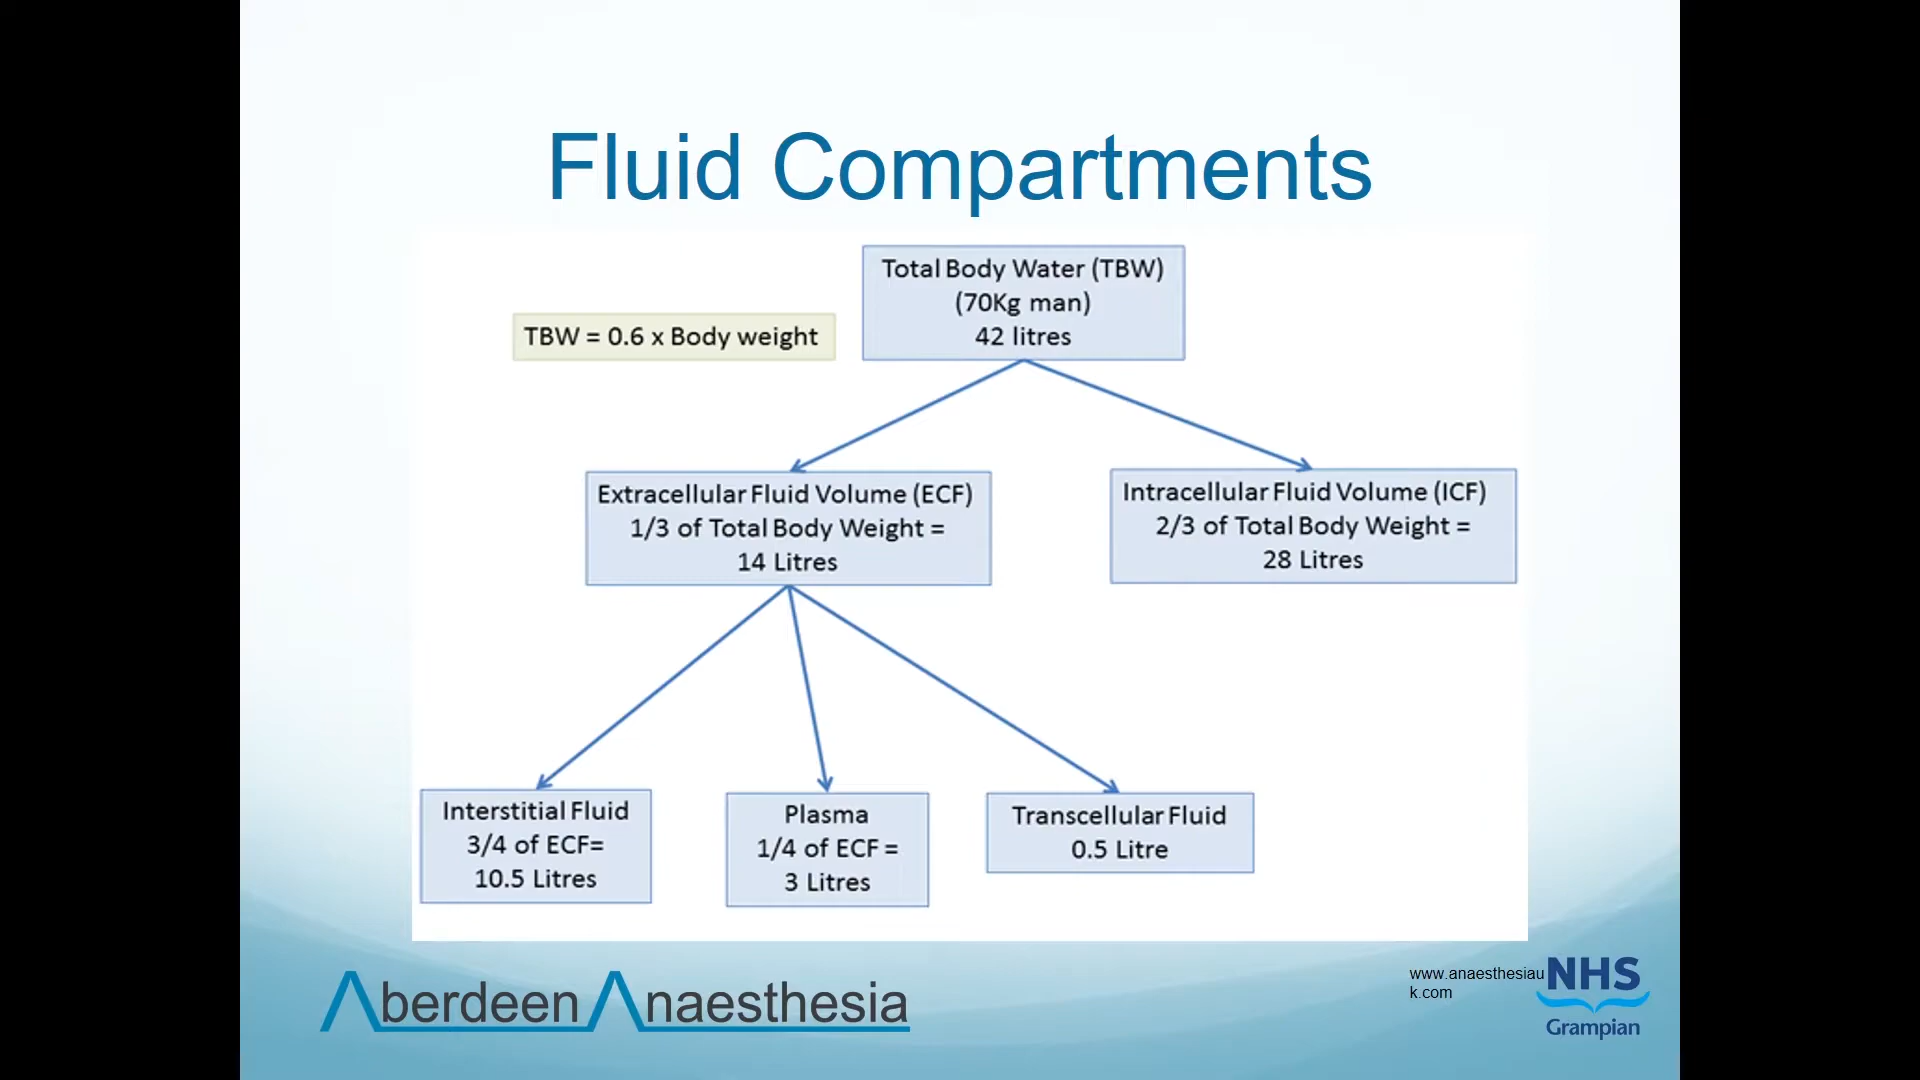 Fluid Compartments
Total Body Water (TBW)
(70Kg man)
42 litres
TBW = 0.6 x Body weight
Extracellular Fluid Volume (ECF)
1/3 of Total Body Weight =
14 Litres
Intracellular Fluid Volume (ICF)
2/3 of Total Body Weight =
28 Litres
Interstitial Fluid
3/4 of ECF=
10.5 Litres
Plasma
1/4 of ECF =
3 Litres
Transcellular Fluid
0.5 Litre
Aberdeen Anaesthesia
www.anaesthesiau
k.com
NHS
Grampian